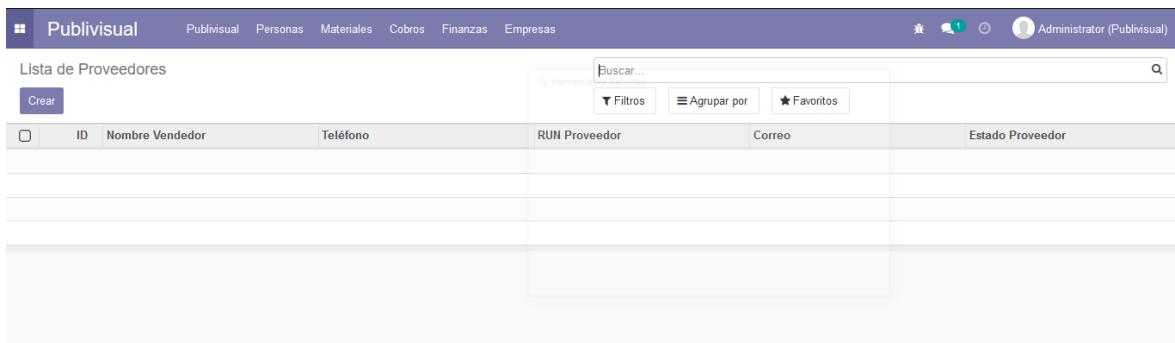 Publivisual Publivisual Personas Materiales Cobros Finanzas Empresas 1 Administrator (Publivisual)
Lista de Proveedores Buscar...
Crear Filtros Agrupar por Favoritos
ID Nombre Vendedor Teléfono RUN Proveedor Correo Estado Proveedor